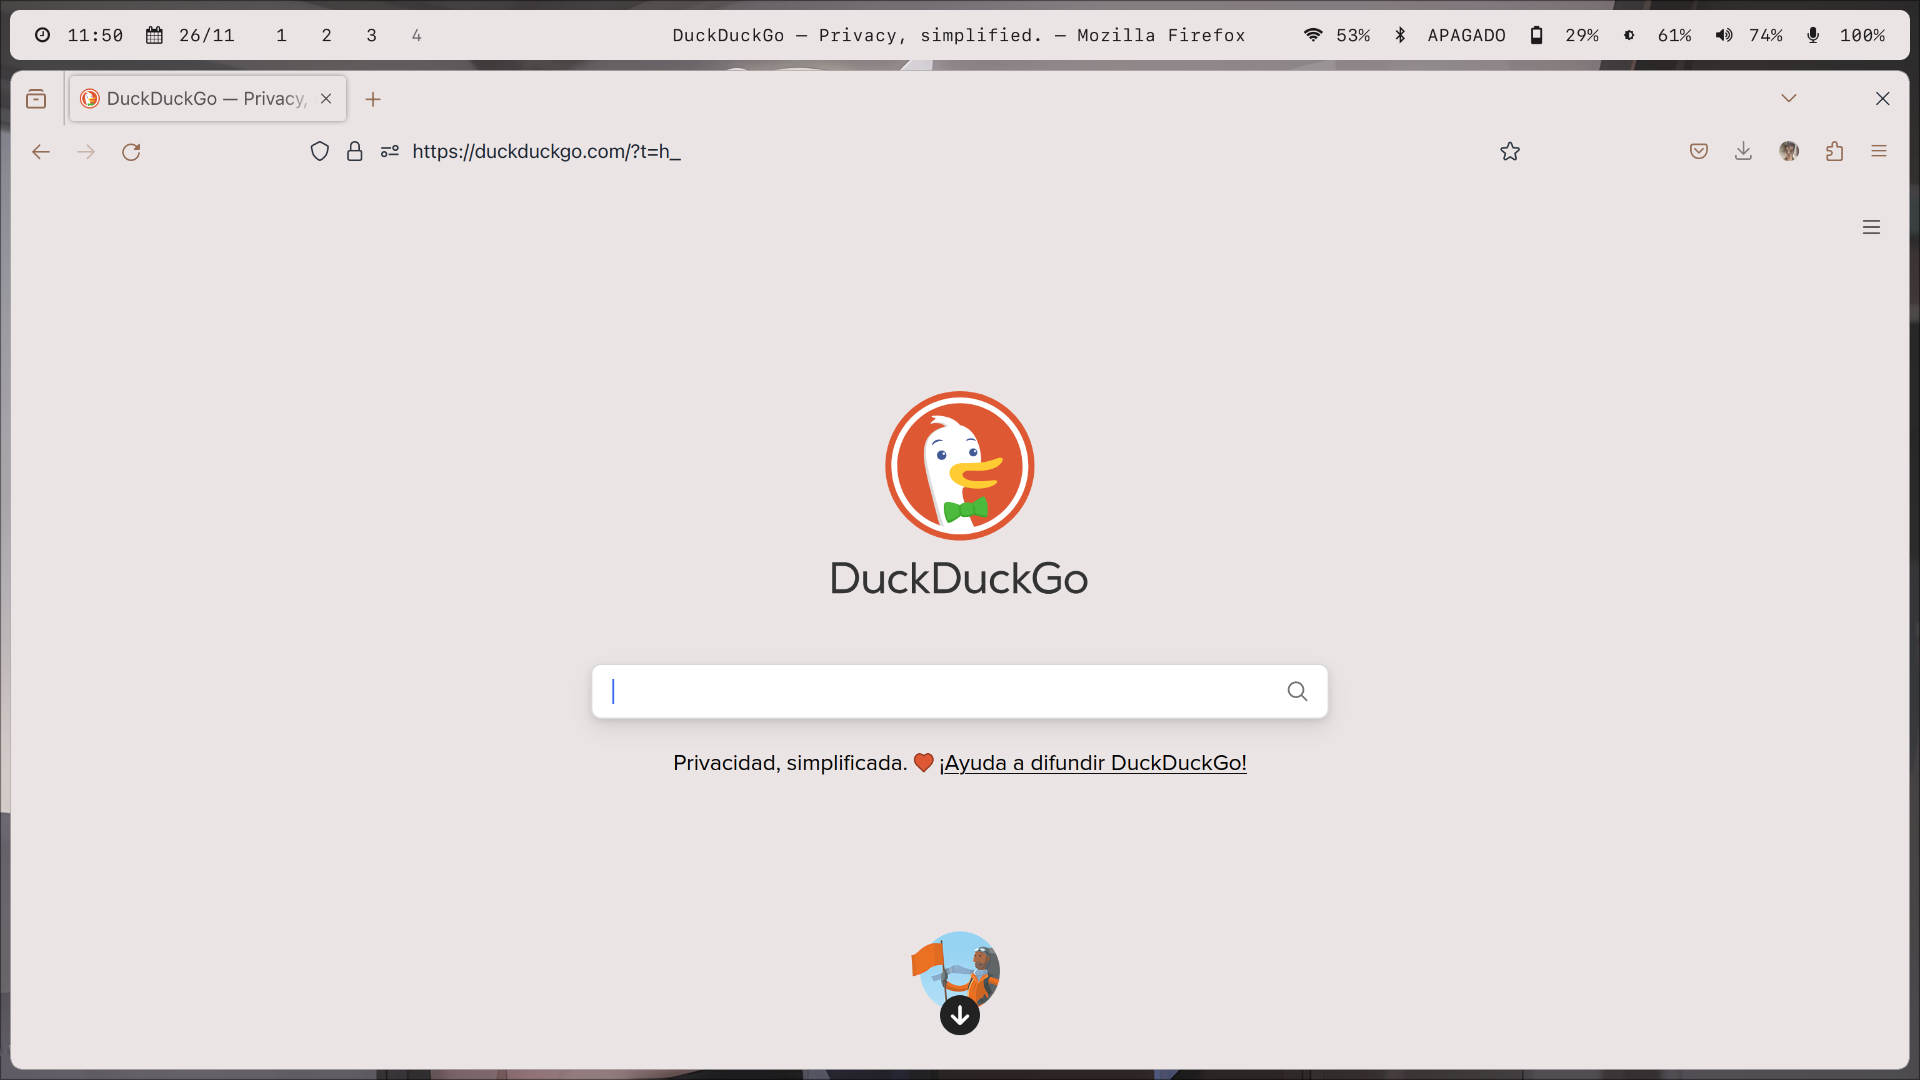 11:50 26/11 1 2 3 4 DuckDuckGo — Privacy, simplified. — Mozilla Firefox 53% APAGADO 29% 61% 74% 100%
DuckDuckGo — Privacy,
https://duckduckgo.com/?t=h_
DuckDuckGo
Privacidad, simplificada. ¡Ayuda a difundir DuckDuckGo!